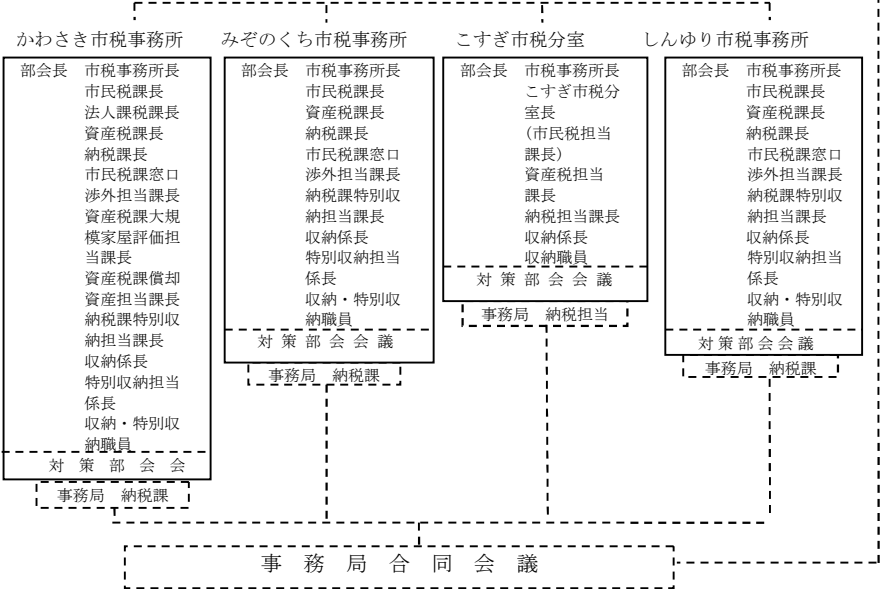 かわさき市税事務所
部会長 市税事務所長
市民税課長
法人課税課長
資産税課長
納税課長
市民税課窓口
渉外担当課長
資産税課大規
模家屋評価担
当課長
資産税課償却
資産担当課長
納税課特別収
納担当課長
収納係長
特別収納担当
係長
収納・特別収
納職員
対策部会会
事務局 納税課
みぞのくち市税事務所
部会長 市税事務所長
市民税課長
資産税課長
納税課長
市民税課窓口
渉外担当課長
納税課特別収
納担当課長
収納係長
特別収納担当
係長
収納・特別収
納職員
対策部会会議
事務局 納税課
こすぎ市税分室
部会長 市税事務所長
こすぎ市税分
室長
(市民税担当
課長)
資産税担当
課長
納税担当課長
収納係長
収納職員
対策部会会議
事務局 納税担当
しんゆり市税事務所
部会長 市税事務所長
市民税課長
資産税課長
納税課長
市民税課窓口
渉外担当課長
納税課特別収
納担当課長
収納係長
特別収納担当
係長
収納・特別収
納職員
対策部会会議
事務局 納税課
事務局合同会議